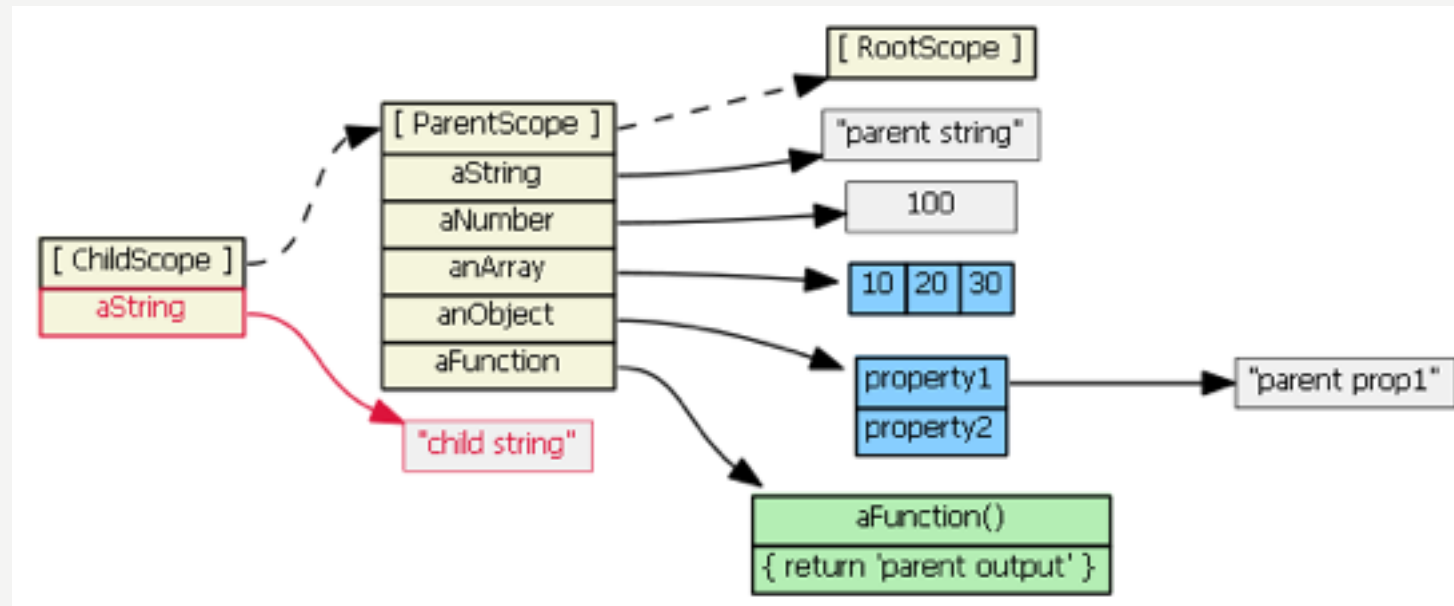 [ RootScope ]
[ ParentScope ]
"parent string"
aString
aNumber
100
[ ChildScope ]
anArray
10 20 30
aString
anObject
aFunction
property1
"parent prop1"
property2
"child string"
aFunction()
{ return 'parent output' }